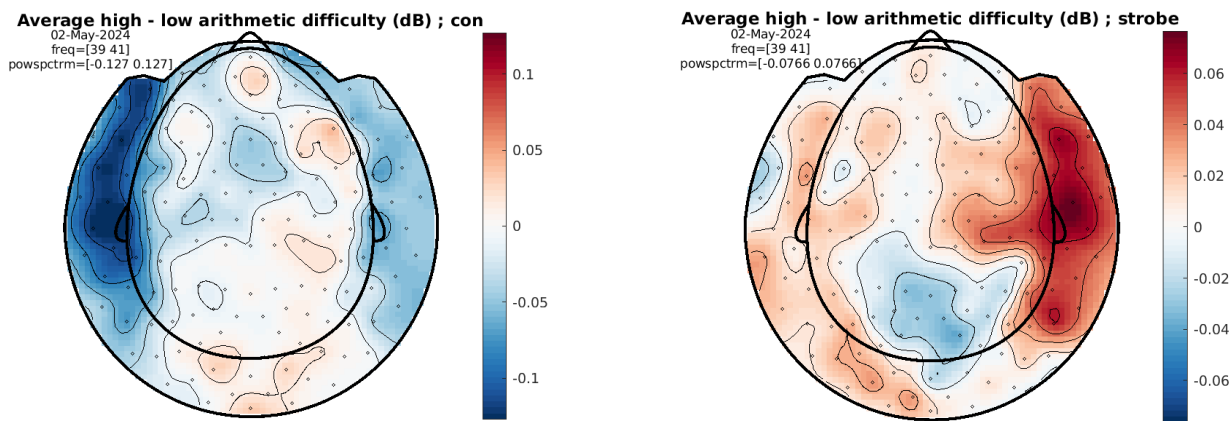 Average high - low arithmetic difficulty (dB) ; con
02-May-2024
freq=[39 41]
powspctrm=[-0.127 0.127]
0.1
0.05
0
-0.05
-0.1
Average high - low arithmetic difficulty (dB) ; strobe
02-May-2024
freq=[39 41]
powspctrm=[-0.0766 0.0766]
0.06
0.04
0.02
0
-0.02
-0.04
-0.06